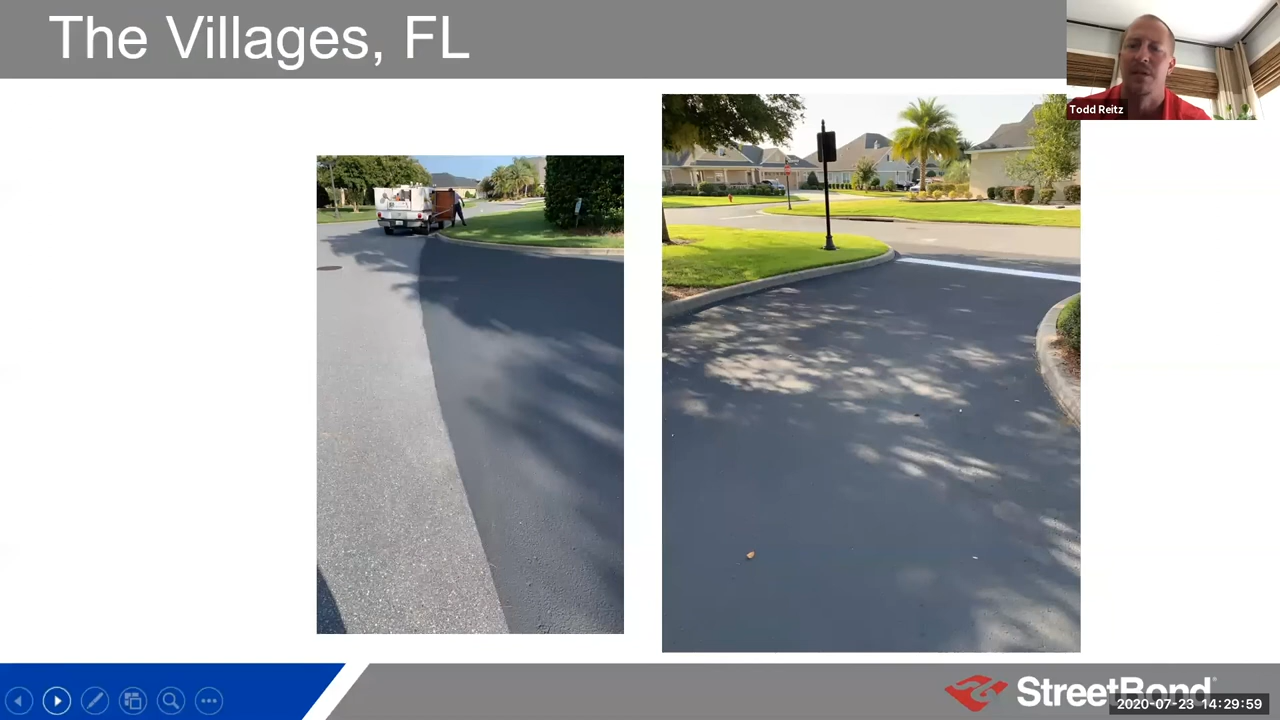 The Villages, FL
Todd Reitz
StreetBond
2020-07-23 14:29:59